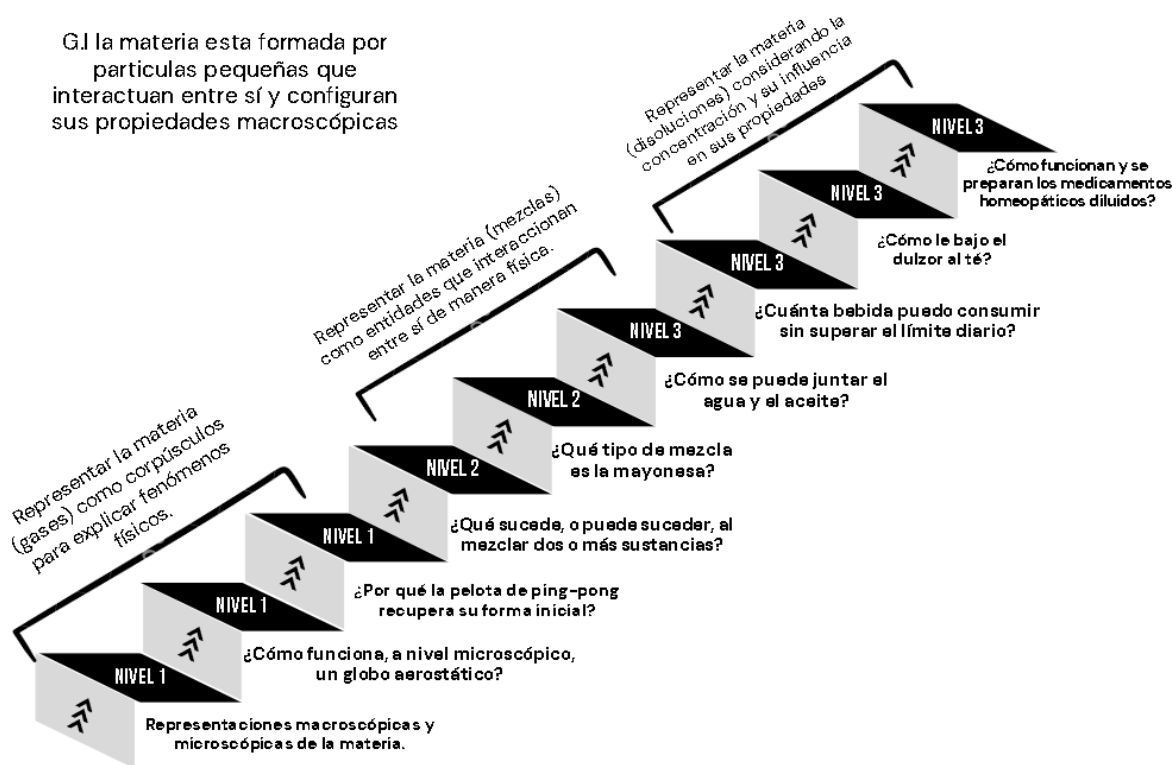 G.I la materia esta formada por
particulas pequeñas que
interactuan entre sí y configuran
sus propiedades macroscópicas
Representar la materia
(disoluciones) considerando la
concentración y su influencia
en sus propiedades
NIVEL 3
¿Cómo funcionan y se
preparan los medicamentos
homeopáticos diluidos?
NIVEL 3
¿Cómo le bajo el
dulzor al té?
NIVEL 3
¿Cuánta bebida puedo consumir
sin superar el límite diario?
Representar la materia (mezclas)
como entidades que interaccionan
entre sí de manera física.
NIVEL 3
¿Cómo se puede juntar el
agua y el aceite?
NIVEL 2
¿Qué tipo de mezcla
es la mayonesa?
NIVEL 2
¿Qué sucede, o puede suceder, al
mezclar dos o más sustancias?
Representar la materia
(gases) como corpúsculos
para explicar fenómenos
físicos.
NIVEL 1
¿Por qué la pelota de ping-pong
recupera su forma inicial?
NIVEL 1
¿Cómo funciona, a nivel microscópico,
un globo aerostático?
NIVEL 1
Representaciones macroscópicas y
microscópicas de la materia.